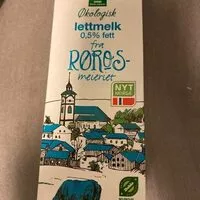 Økologisk
lettmelk
0,5% fett
fra
RØROS-
meieriet
NYT
NORGE